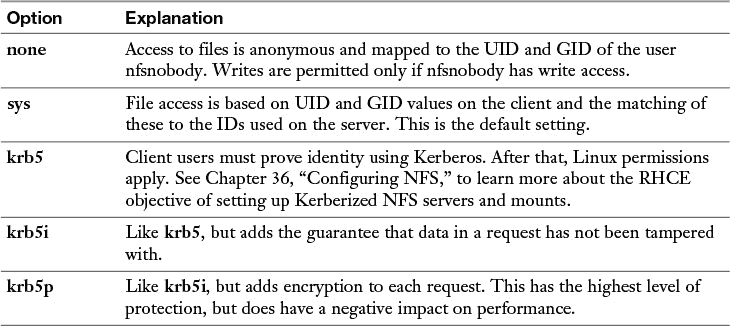 Option Explanation
none Access to files is anonymous and mapped to the UID and GID of the user
nfsnobody. Writes are permitted only if nfsnobody has write access.
sys File access is based on UID and GID values on the client and the matching of
these to the IDs used on the server. This is the default setting.
krb5 Client users must prove identity using Kerberos. After that, Linux permissions
apply. See Chapter 36, “Configuring NFS,” to learn more about the RHCE
objective of setting up Kerberized NFS servers and mounts.
krb5i Like krb5, but adds the guarantee that data in a request has not been tampered
with.
krb5p Like krb5i, but adds encryption to each request. This has the highest level of
protection, but does have a negative impact on performance.